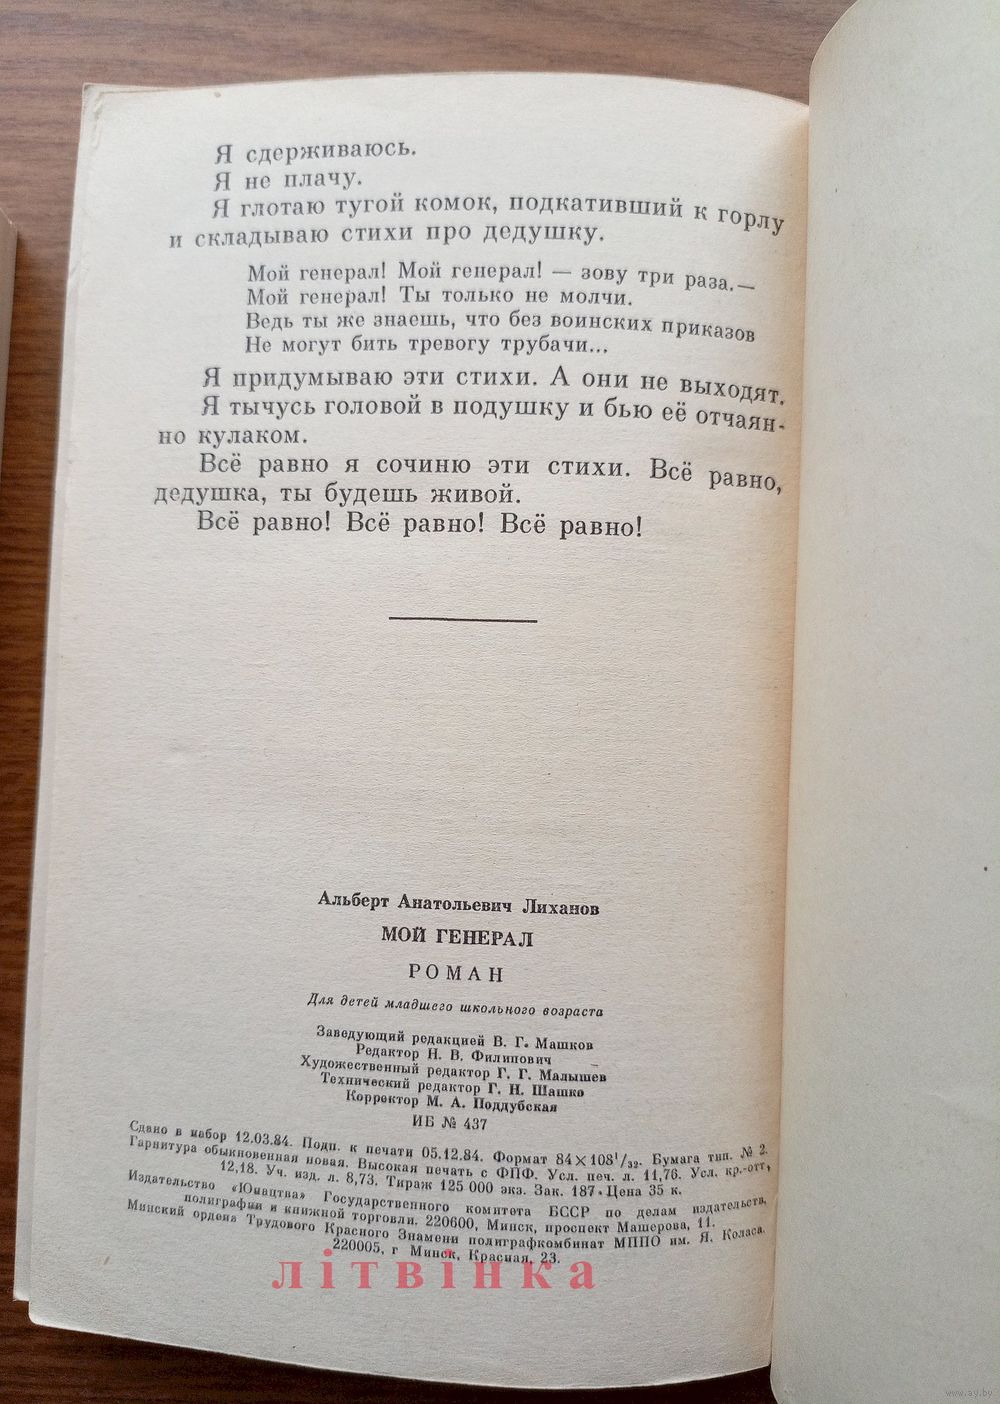 Я сдерживаюсь.
Я не плачу.
Я глотаю тугой комок, подкативший к горлу
и складываю стихи про дедушку.
Мой генерал! Мой генерал! — зову три раза.—
Мой генерал! Ты только не молчи.
Ведь ты же знаешь, что без воинских приказов
Не могут бить тревогу трубачи...
Я придумываю эти стихи. А они не выходят.
Я тычусь головой в подушку и бью её отчаян-
но кулаком.
Всё равно я сочиню эти стихи. Всё равно,
дедушка, ты будешь живой.
Всё равно! Всё равно! Всё равно!
Альберт Анатольевич Лиханов
МОЙ ГЕНЕРАЛ
РОМАН
Для детей младшего школьного возраста
Заведующий редакцией В. Г. Машков
Редактор Н. В. Филипович
Художественный редактор Г. Г. Малышев
Технический редактор Г. Н. Шашко
Корректор М. А. Поддубская
ИБ № 437
Сдано в набор 12.03.84. Подп. к печати 05.12.84. Формат 84×108 1/32. Бумага тип. № 2.
Гарнитура обыкновенная новая. Высокая печать с ФПФ. Усл. печ. л. 11,76. Усл. кр.-отт,
12,18. Уч. изд. л. 8,73. Тираж 125 000 экз. Зак. 187. Цена 35 к.
Издательство «Юнацтва» Государственного комитета БССР по делам издательств,
полиграфии и книжной торговли. 220600, Минск, проспект Машерова, 11.
Минский ордена Трудового Красного Знамени полиграфкомбинат МППО им. Я. Коласа.
220005, г Минск, Красная, 23.
літвінка
www.ay.by